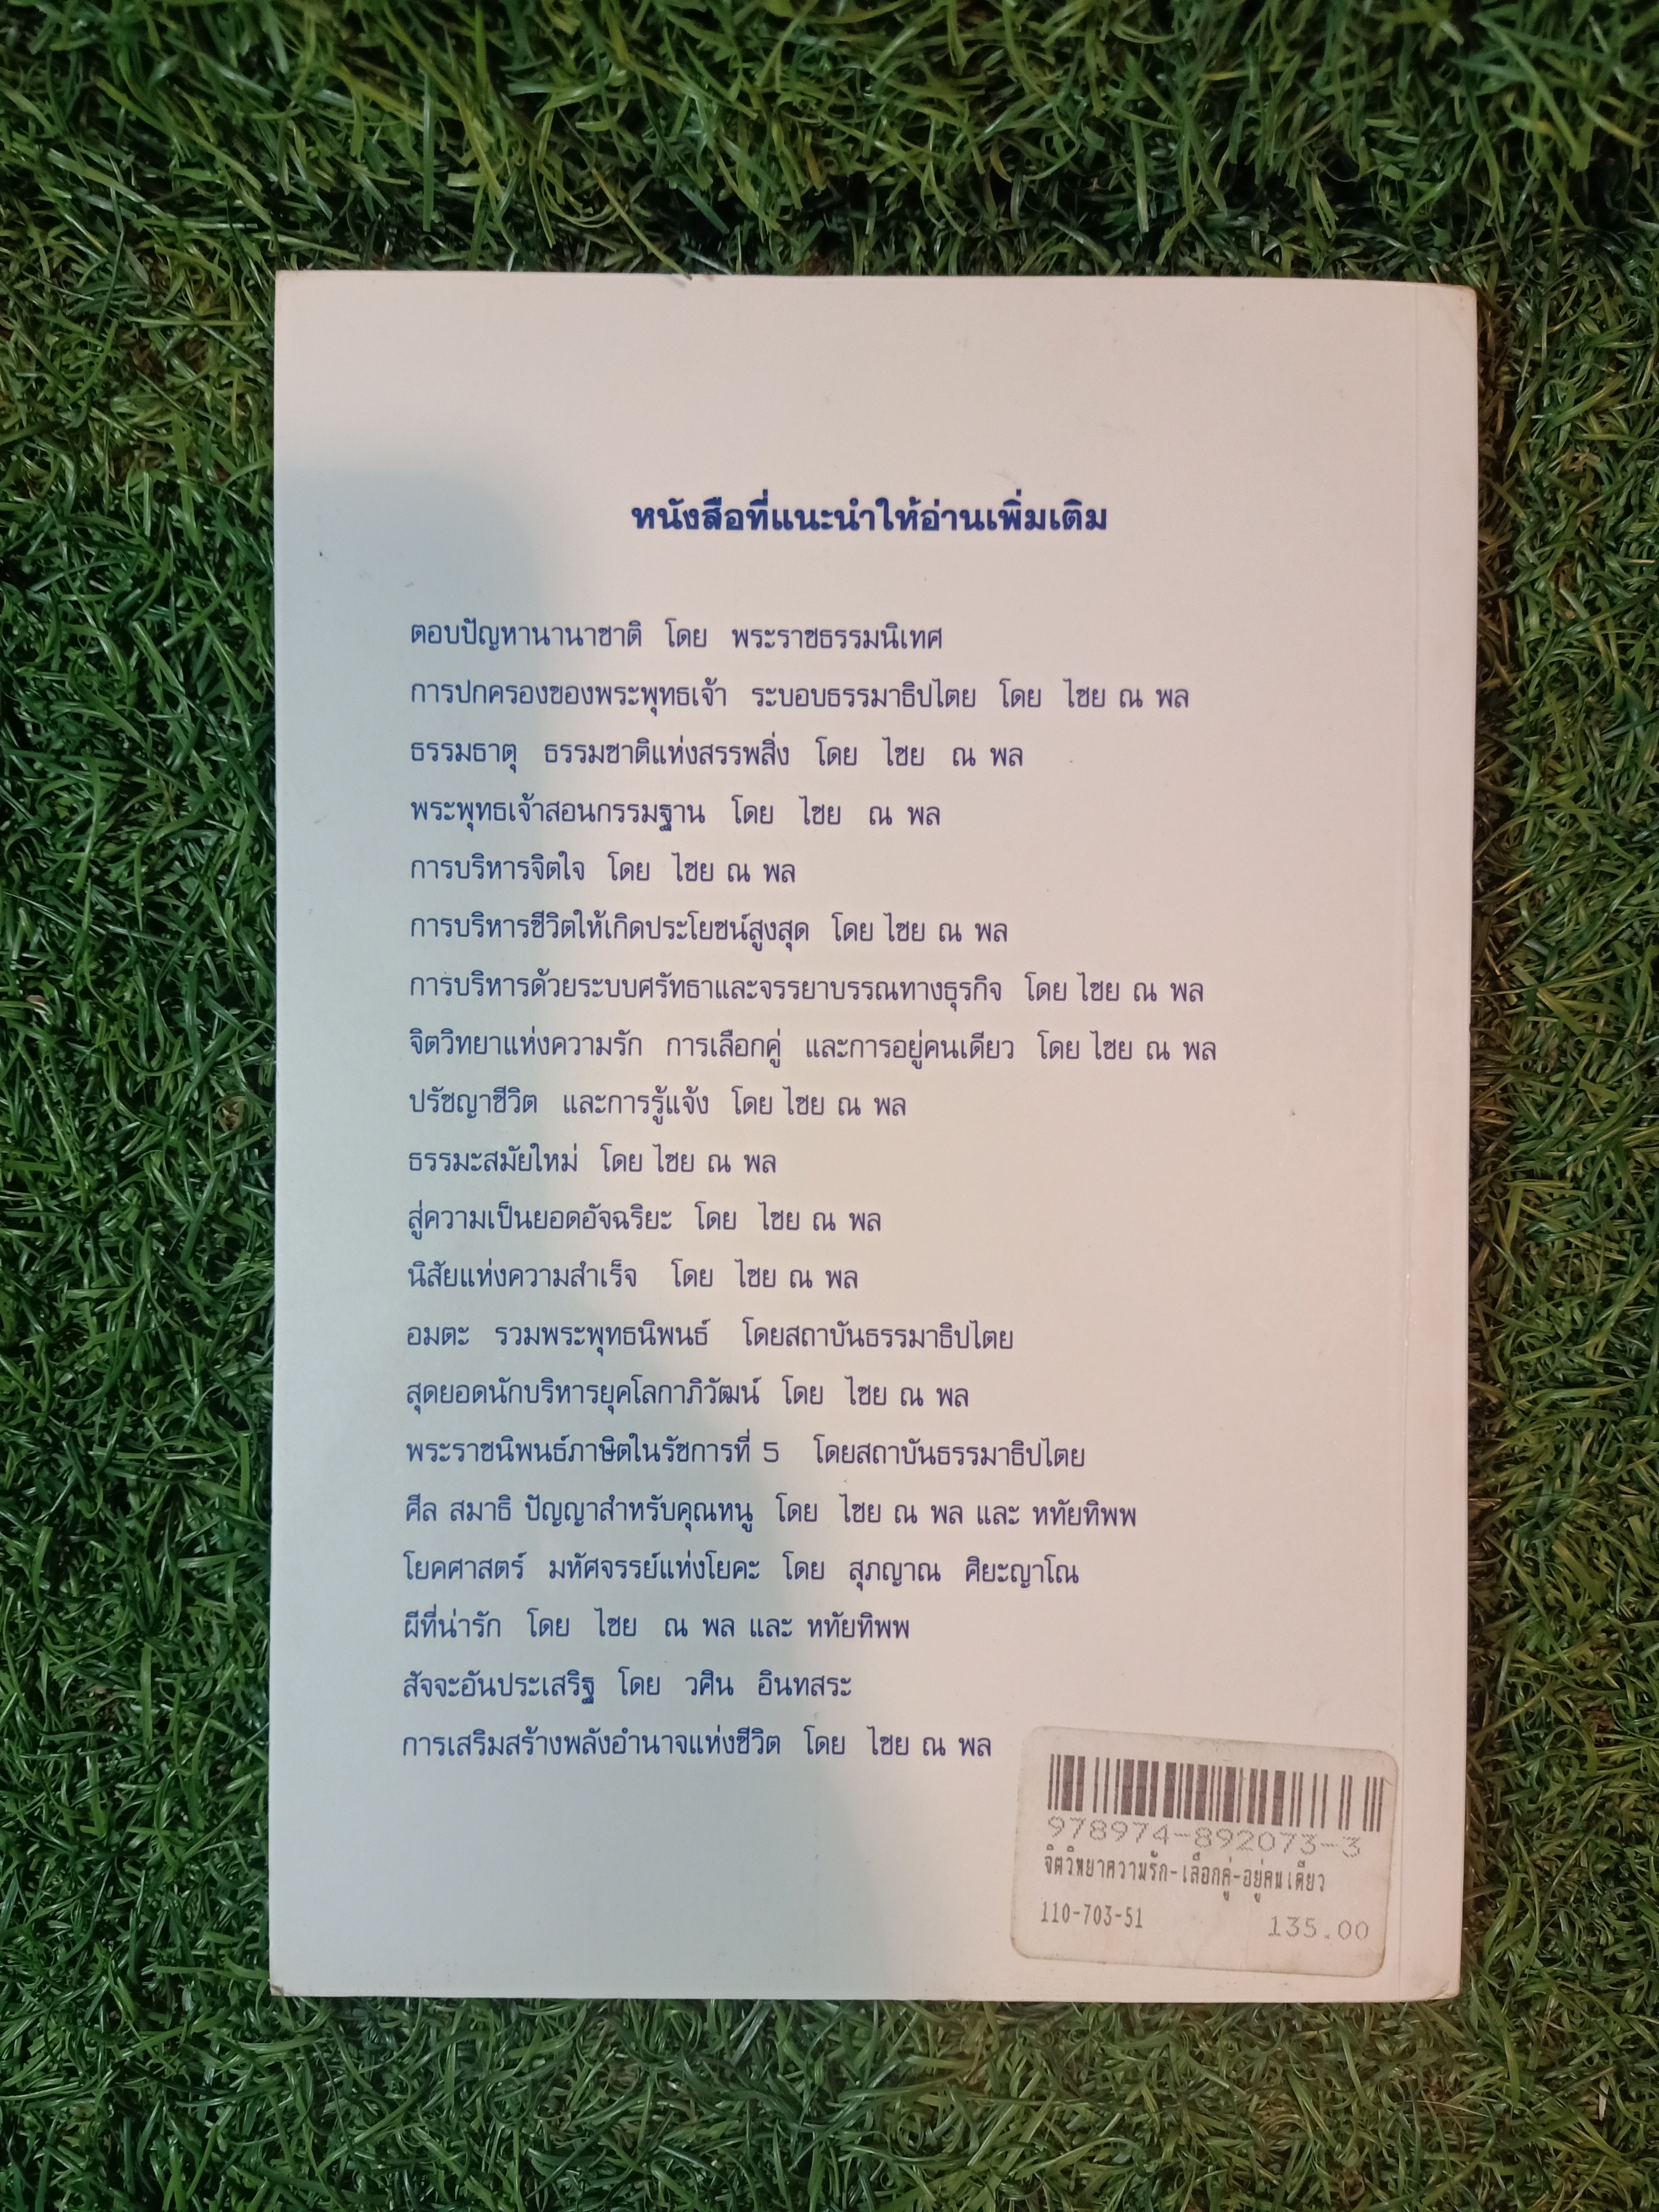 หนังสือที่แนะนำให้อ่านเพิ่มเติม
ตอบปัญหานานาชาติ โดย พระราชธรรมนิเทศ
การปกครองของพระพุทธเจ้า ระบอบธรรมาธิปไตย โดย ไชย ณ พล
ธรรมธาตุ ธรรมชาติแห่งสรรพสิ่ง โดย ไชย ณ พล
พระพุทธเจ้าสอนกรรมฐาน โดย ไชย ณ พล
การบริหารจิตใจ โดย ไชย ณ พล
การบริหารชีวิตให้เกิดประโยชน์สูงสุด โดย ไชย ณ พล
การบริหารด้วยระบบศรัทธาและจรรยาบรรณทางธุรกิจ โดย ไชย ณ พล
จิตวิทยาแห่งความรัก การเลือกคู่ และการอยู่คนเดียว โดย ไชย ณ พล
ปรัชญาชีวิต และการรู้แจ้ง โดย ไชย ณ พล
ธรรมะสมัยใหม่ โดย ไชย ณ พล
สู่ความเป็นยอดอัจฉริยะ โดย ไชย ณ พล
นิสัยแห่งความสำเร็จ โดย ไชย ณ พล
อมตะ รวมพระพุทธนิพนธ์ โดยสถาบันธรรมาธิปไตย
สุดยอดนักบริหารยุคโลกาภิวัฒน์ โดย ไชย ณ พล
พระราชนิพนธ์ภาษิตในรัชการที่ 5 โดยสถาบันธรรมาธิปไตย
ศีล สมาธิ ปัญญาสำหรับคุณหนู โดย ไชย ณ พล และ หทัยทิพพ
โยคศาสตร์ มหัศจรรย์แห่งโยคะ โดย สุภญาณ ศิยะญาโณ
ผีที่น่ารัก โดย ไชย ณ พล และ หทัยทิพพ
สัจจะอันประเสริฐ โดย วศิน อินทสระ
การเสริมสร้างพลังอำนาจแห่งชีวิต โดย ไชย ณ พล
978974-892073-3
จิตวิทยาความรัก-เลือกคู่-อยู่คนเดียว
110-703-51 135.00